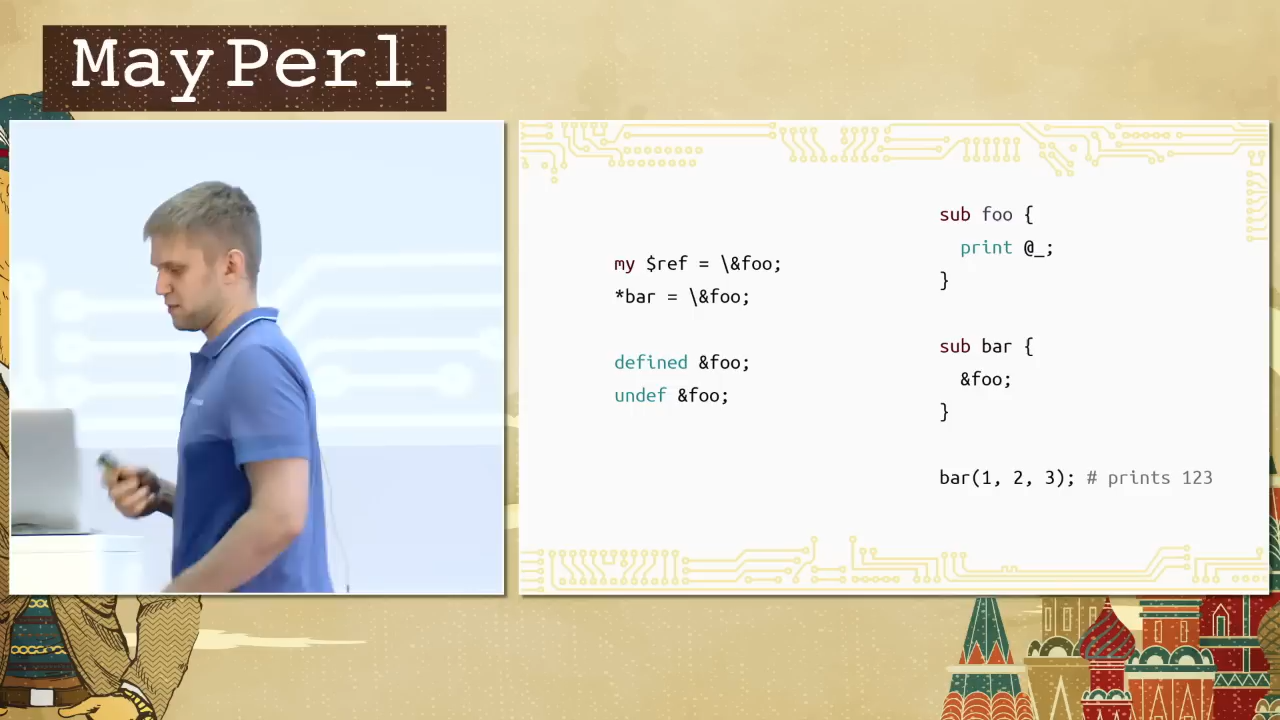 MayPerl
my $ref = \&foo;
*bar = \&foo;
defined &foo;
undef &foo;
sub foo {
  print @_;
}
sub bar {
  &foo;
}
bar(1, 2, 3); # prints 123